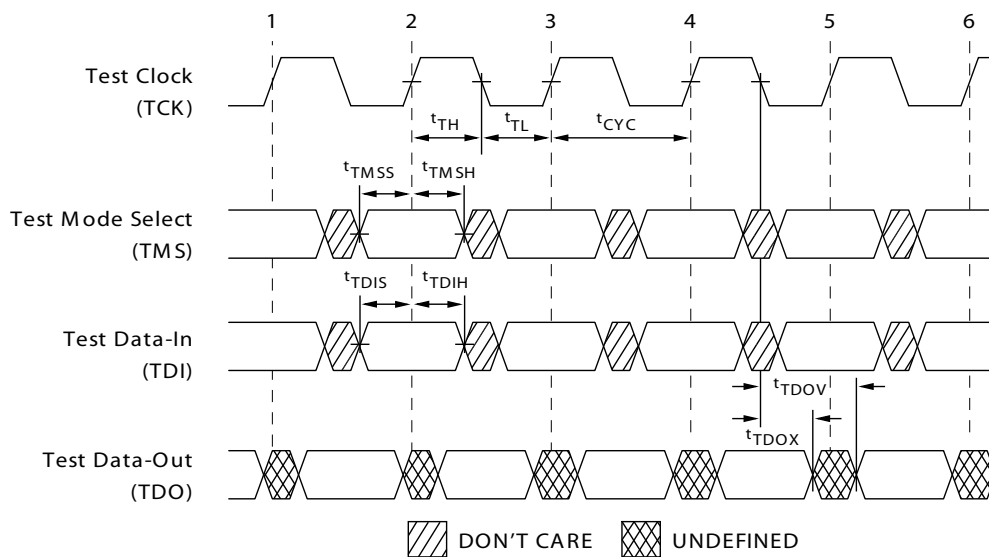 1 2 3 4 5 6
Test Clock
(TCK)
tTH tTL tCYC
tTMSS tTMSH
Test Mode Select
(TMS)
tTDIS tTDIH
Test Data-In
(TDI)
tTDOV
tTDOX
Test Data-Out
(TDO)
DON'T CARE UNDEFINED